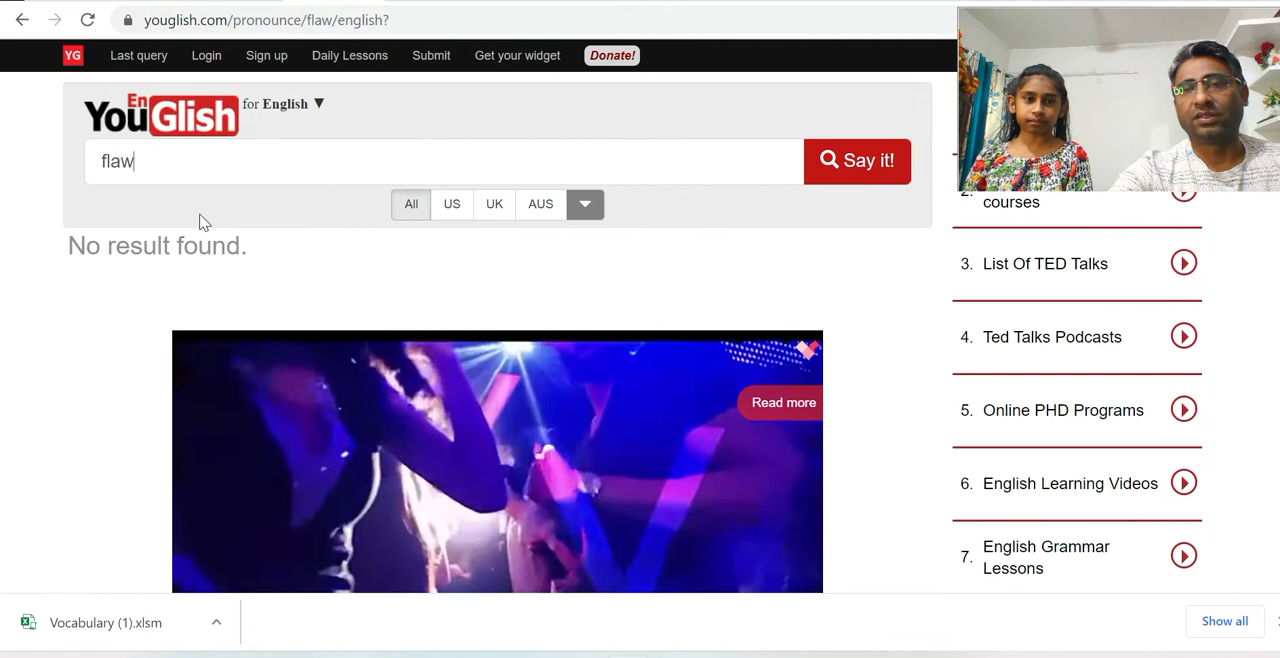 youglish.com/pronounce/flaw/english?
YG Last query Login Sign up Daily Lessons Submit Get your widget Donate!
YouGlish En for English ▼
flaw Say it!
All US UK AUS
No result found.
Read more
2.
courses
3. List Of TED Talks
4. Ted Talks Podcasts
5. Online PHD Programs
6. English Learning Videos
7. English Grammar
Lessons
Vocabulary (1).xlsm Show all